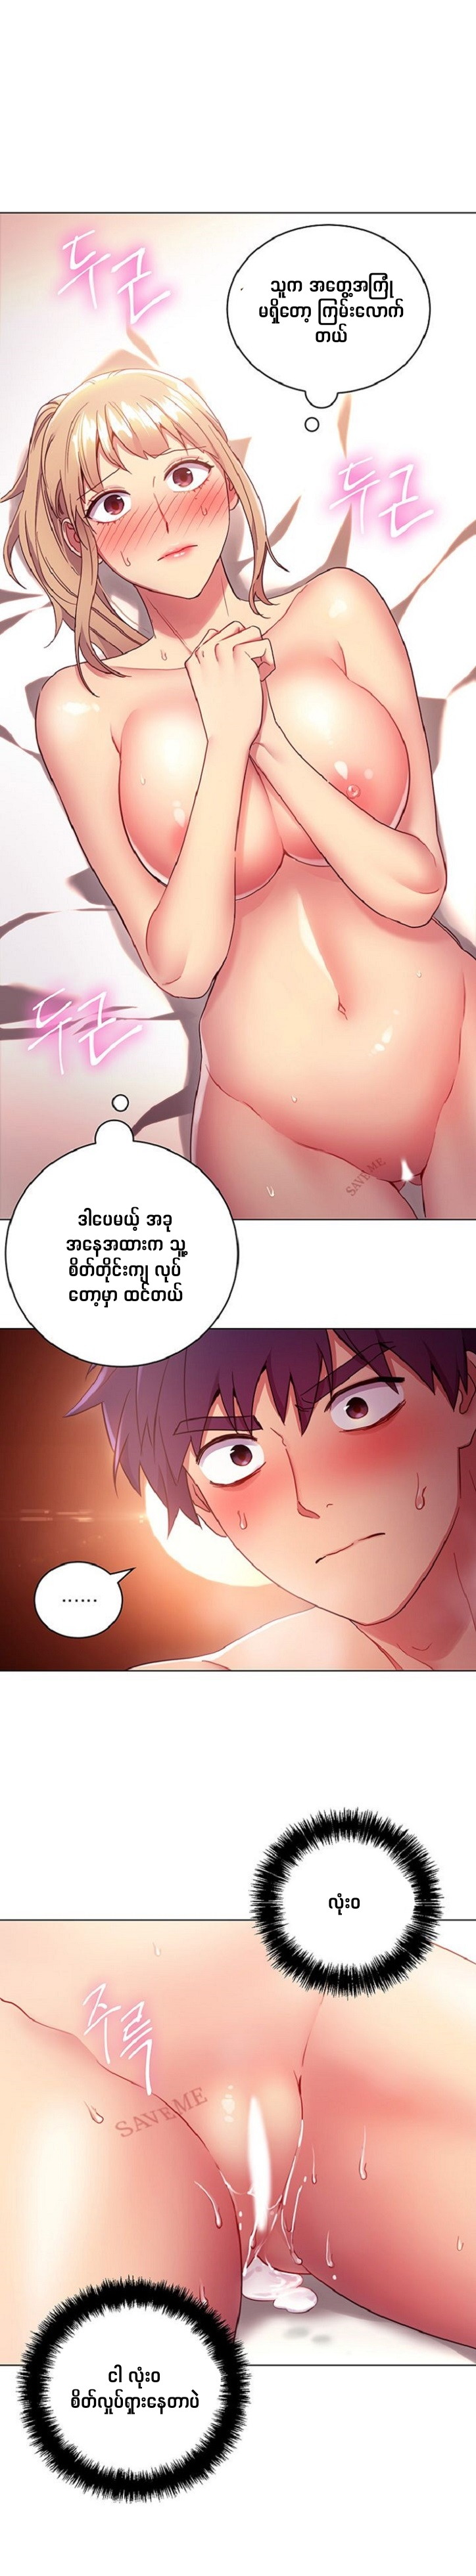 두근
သူက အတွေ့အကြုံ
မရှိတော့ ကြမ်းလောက်
တယ်
두근
두근
SAVEME
ဒါပေမယ့် အခု
အနေအထားက သူ့
စိတ်တိုင်းကျ လုပ်
တော့မှာ ထင်တယ်
......
လုံးဝ
주륵
SAVEME
ငါ လုံးဝ
စိတ်လှုပ်ရှားနေတာပဲ